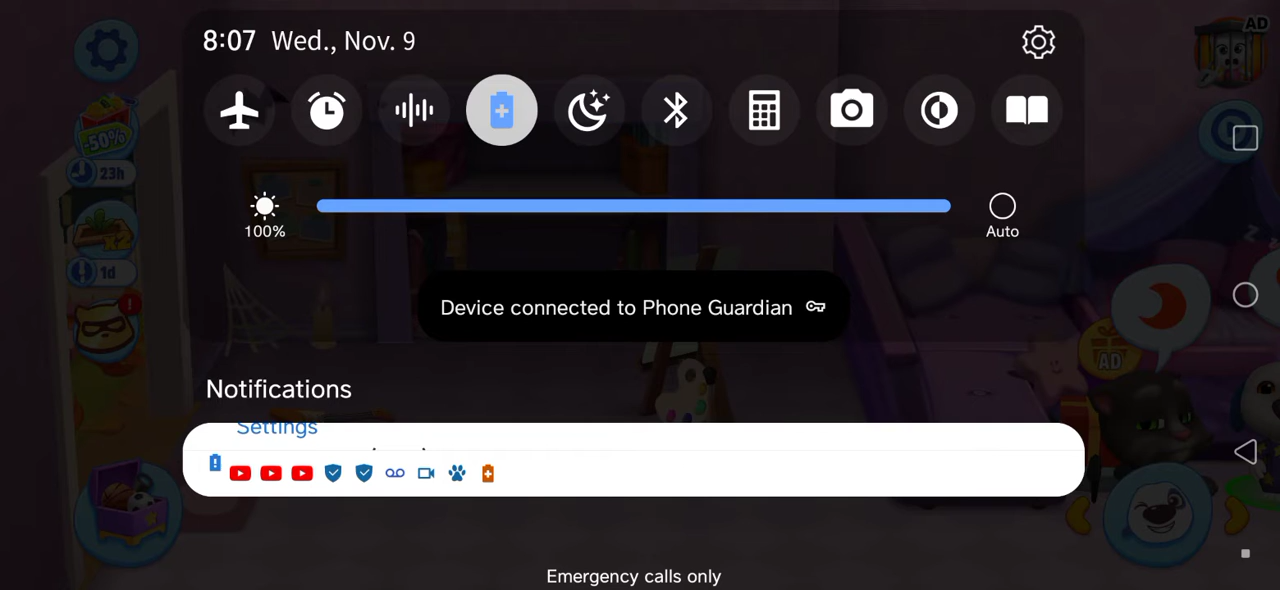 8:07 Wed., Nov. 9
AD
-50%
23h
100%
Auto
1d
Device connected to Phone Guardian
AD
Notifications
Settings
Emergency calls only